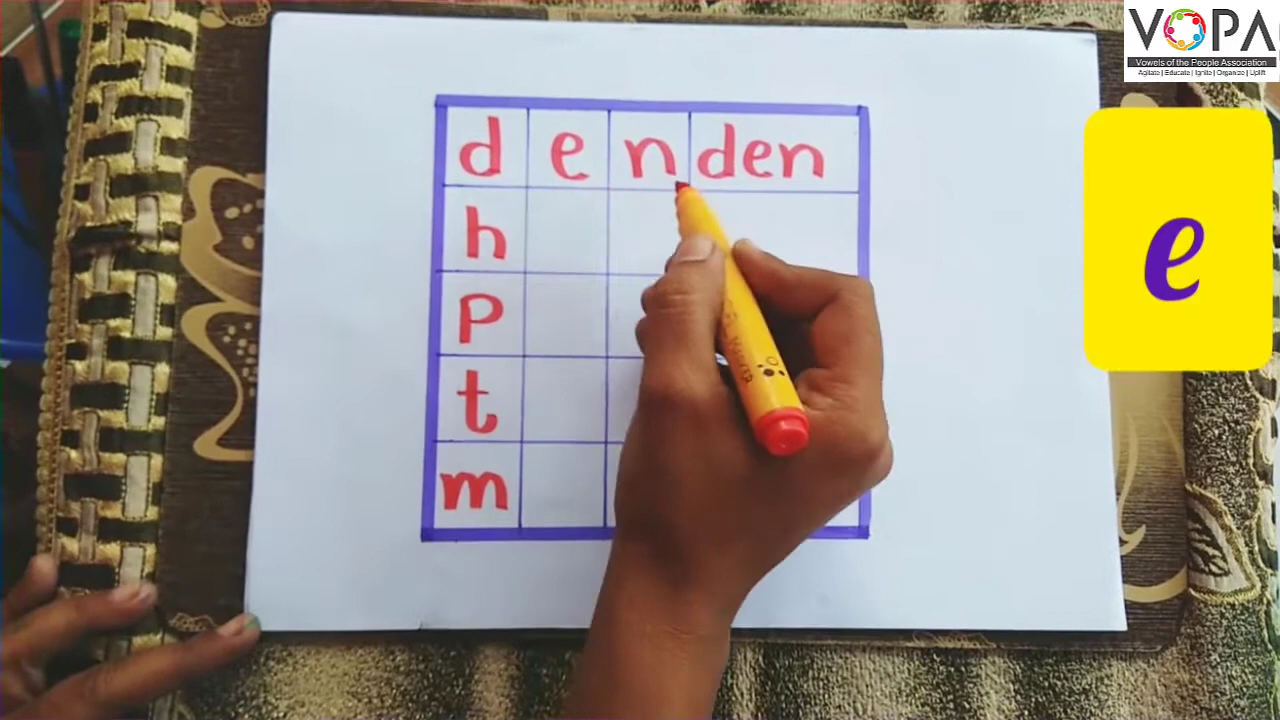 VOPA
Vowels of the People Association
Agitate | Educate | Ignite | Organize | Uplift
d e n den
h
p
t
m
e